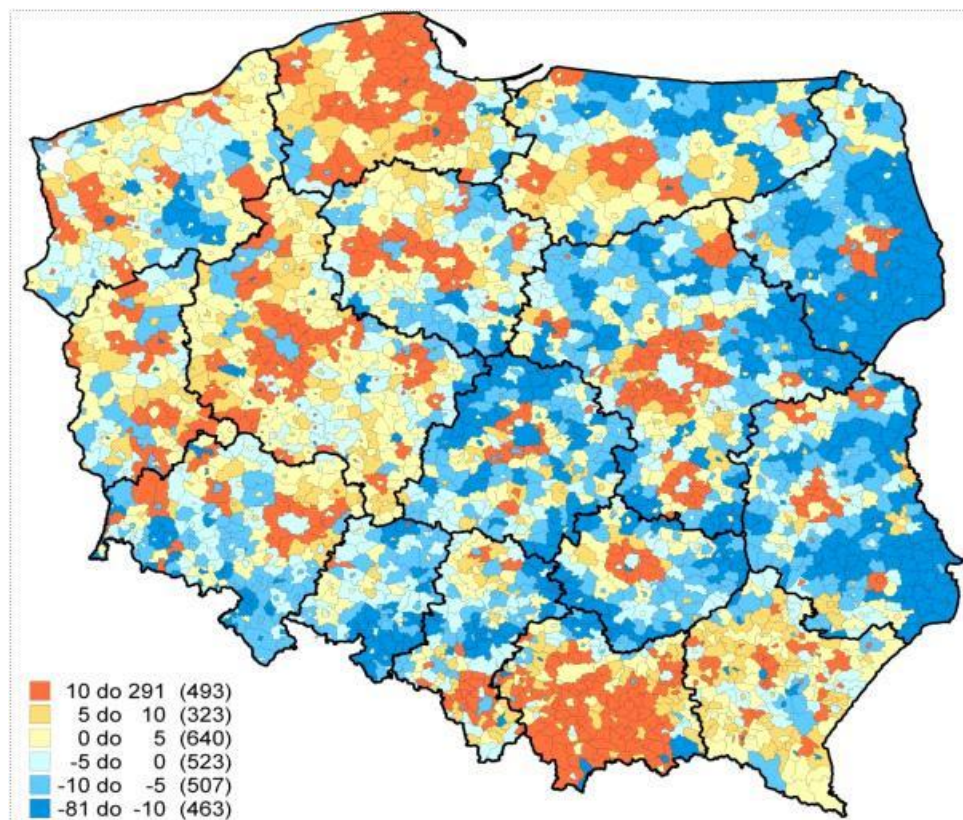 10 do 291 (493)
5 do 10 (323)
0 do 5 (640)
-5 do 0 (523)
-10 do -5 (507)
-81 do -10 (463)